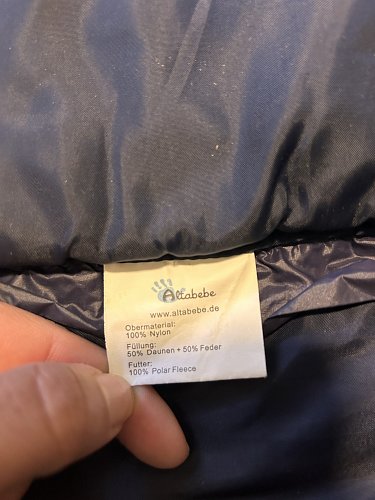 Altabebe
www.altabebe.de
Obermaterial:
100% Nylon
Füllung:
50% Daunen + 50% Feder
Futter:
100% Polar Fleece